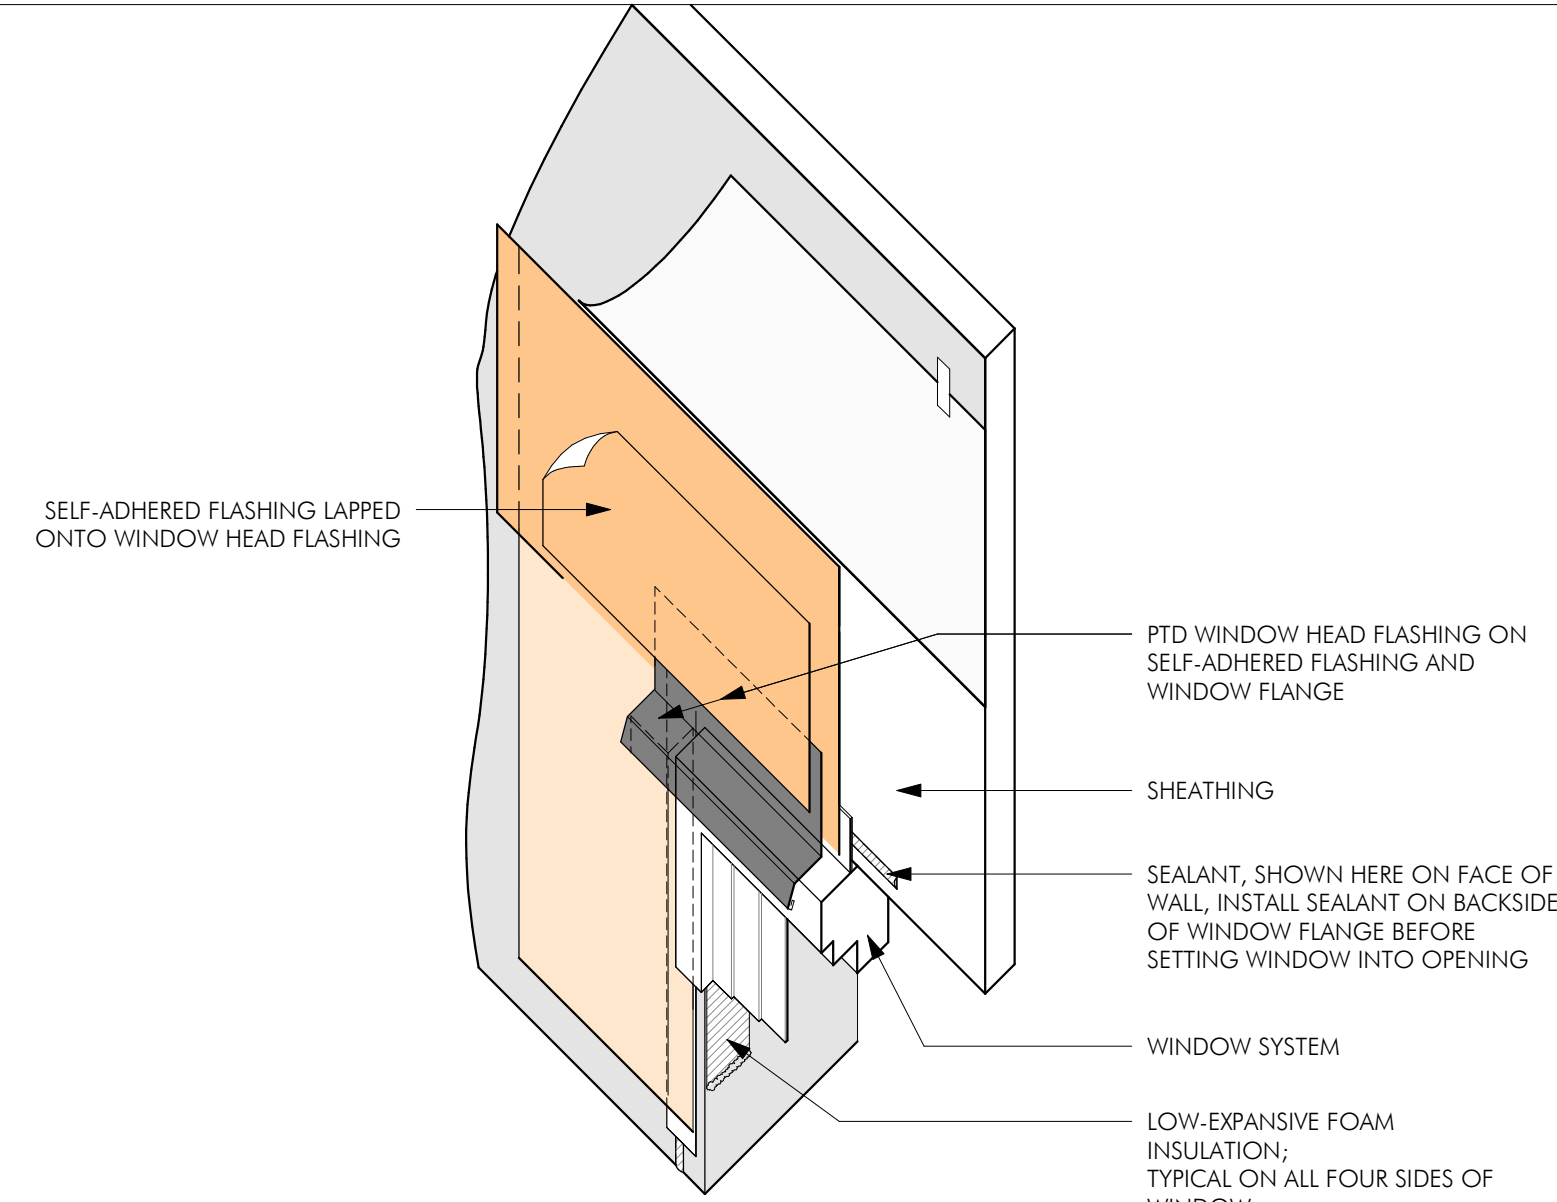 SELF-ADHERED FLASHING LAPPED
ONTO WINDOW HEAD FLASHING
PTD WINDOW HEAD FLASHING ON
SELF-ADHERED FLASHING AND
WINDOW FLANGE
SHEATHING
SEALANT, SHOWN HERE ON FACE OF
WALL, INSTALL SEALANT ON BACKSIDE
OF WINDOW FLANGE BEFORE
SETTING WINDOW INTO OPENING
WINDOW SYSTEM
LOW-EXPANSIVE FOAM
INSULATION;
TYPICAL ON ALL FOUR SIDES OF
WINDOW